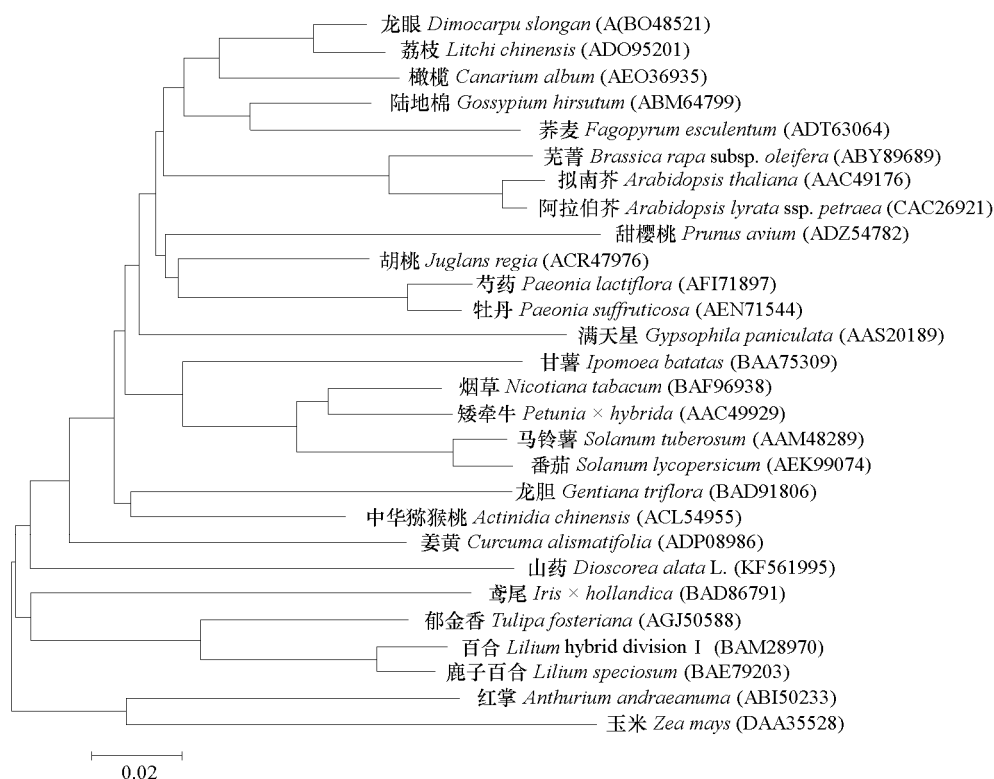 龙眼 Dimocarpu slongan (A(BO48521)
荔枝 Litchi chinensis (ADO95201)
橄榄 Canarium album (AEO36935)
陆地棉 Gossypium hirsutum (ABM64799)
荞麦 Fagopyrum esculentum (ADT63064)
芜菁 Brassica rapa subsp. oleifera (ABY89689)
拟南芥 Arabidopsis thaliana (AAC49176)
阿拉伯芥 Arabidopsis lyrata ssp. petraea (CAC26921)
甜樱桃 Prunus avium (ADZ54782)
胡桃 Juglans regia (ACR47976)
芍药 Paeonia lactiflora (AFI71897)
牡丹 Paeonia suffruticosa (AEN71544)
满天星 Gypsophila paniculata (AAS20189)
甘薯 Ipomoea batatas (BAA75309)
烟草 Nicotiana tabacum (BAF96938)
矮牵牛 Petunia × hybrida (AAC49929)
马铃薯 Solanum tuberosum (AAM48289)
番茄 Solanum lycopersicum (AEK99074)
龙胆 Gentiana triflora (BAD91806)
中华猕猴桃 Actinidia chinensis (ACL54955)
姜黄 Curcuma alismatifolia (ADP08986)
山药 Dioscorea alata L. (KF561995)
鸢尾 Iris × hollandica (BAD86791)
郁金香 Tulipa fosteriana (AGJ50588)
百合 Lilium hybrid division Ⅰ (BAM28970)
鹿子百合 Lilium speciosum (BAE79203)
红掌 Anthurium andraeanuma (ABI50233)
玉米 Zea mays (DAA35528)
0.02